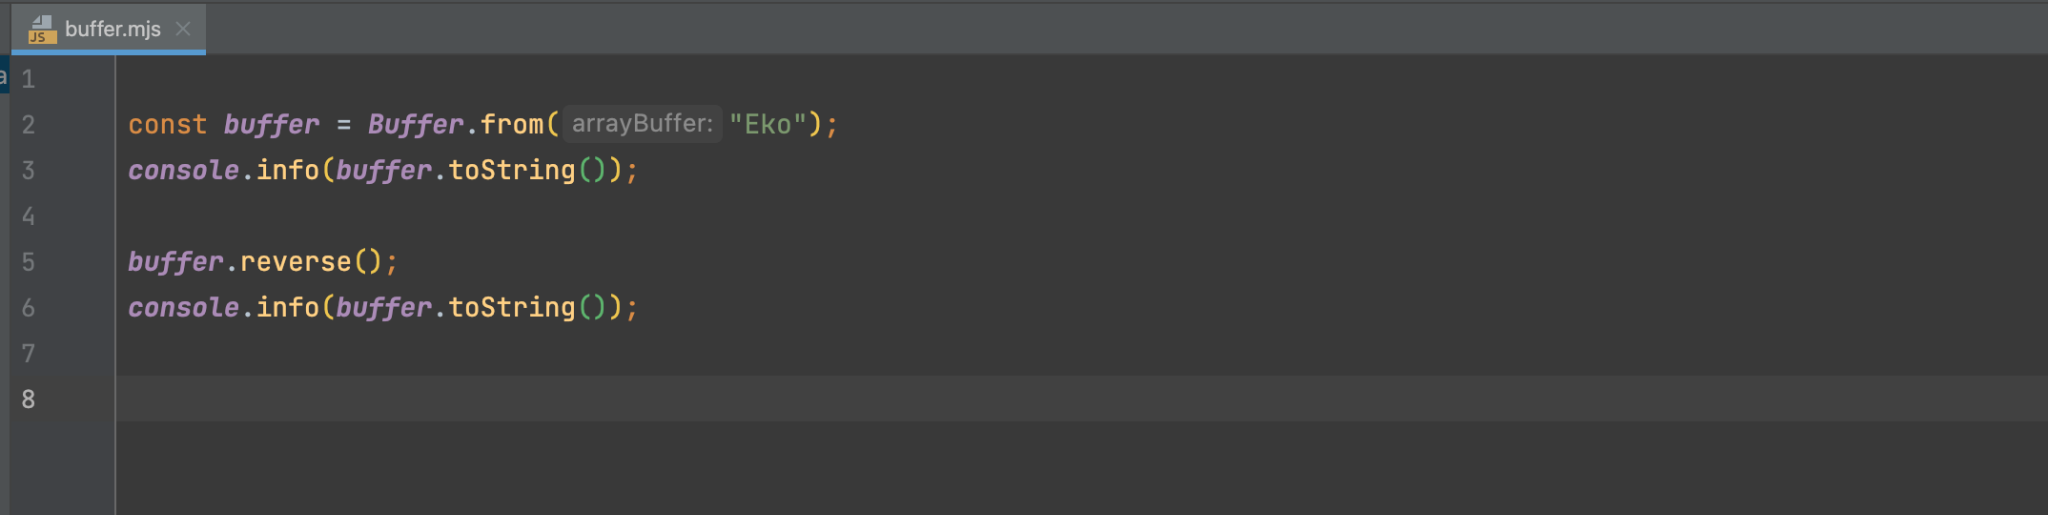 JS buffer.mjs
a
1
2 const buffer = Buffer.from( arrayBuffer: "Eko");
3 console.info(buffer.toString());
4
5 buffer.reverse();
6 console.info(buffer.toString());
7
8